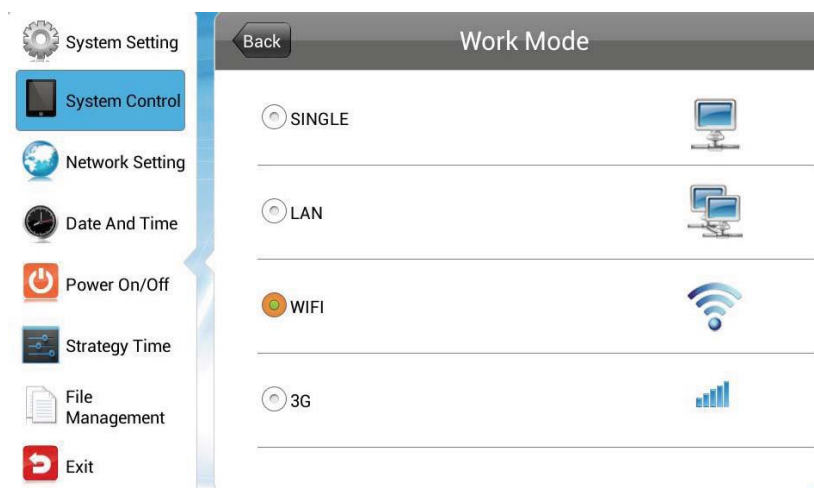 System Setting
System Control
Network Setting
Date And Time
Power On/Off
Strategy Time
File
Management
Exit
Back
Work Mode
SINGLE
LAN
WIFI
3G